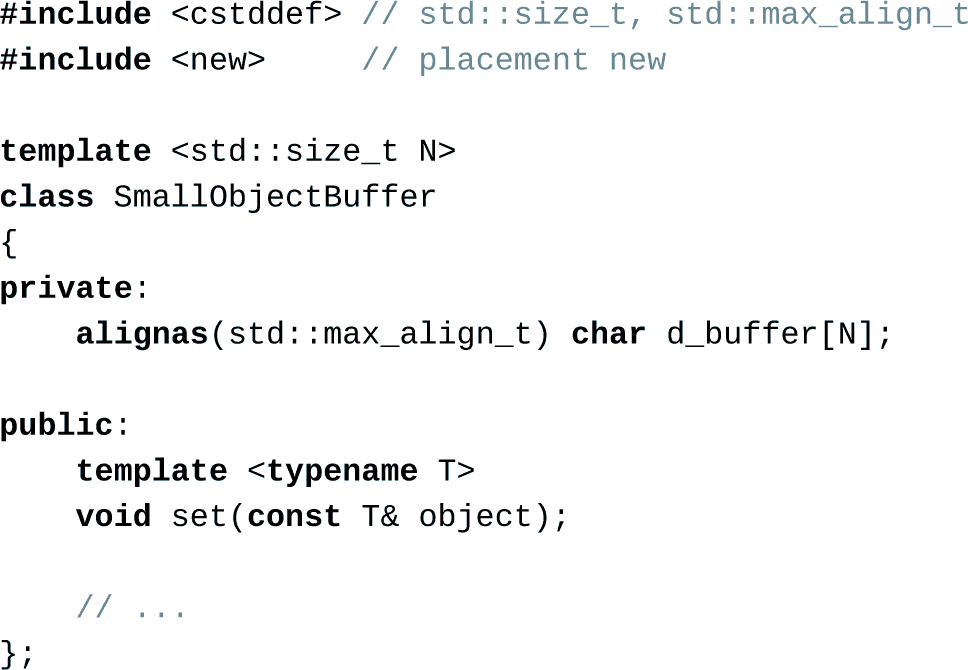 #include <cstddef> // std::size_t, std::max_align_t
#include <new>     // placement new

template <std::size_t N>
class SmallObjectBuffer
{
private:
    alignas(std::max_align_t) char d_buffer[N];

public:
    template <typename T>
    void set(const T& object);

    // ...
};